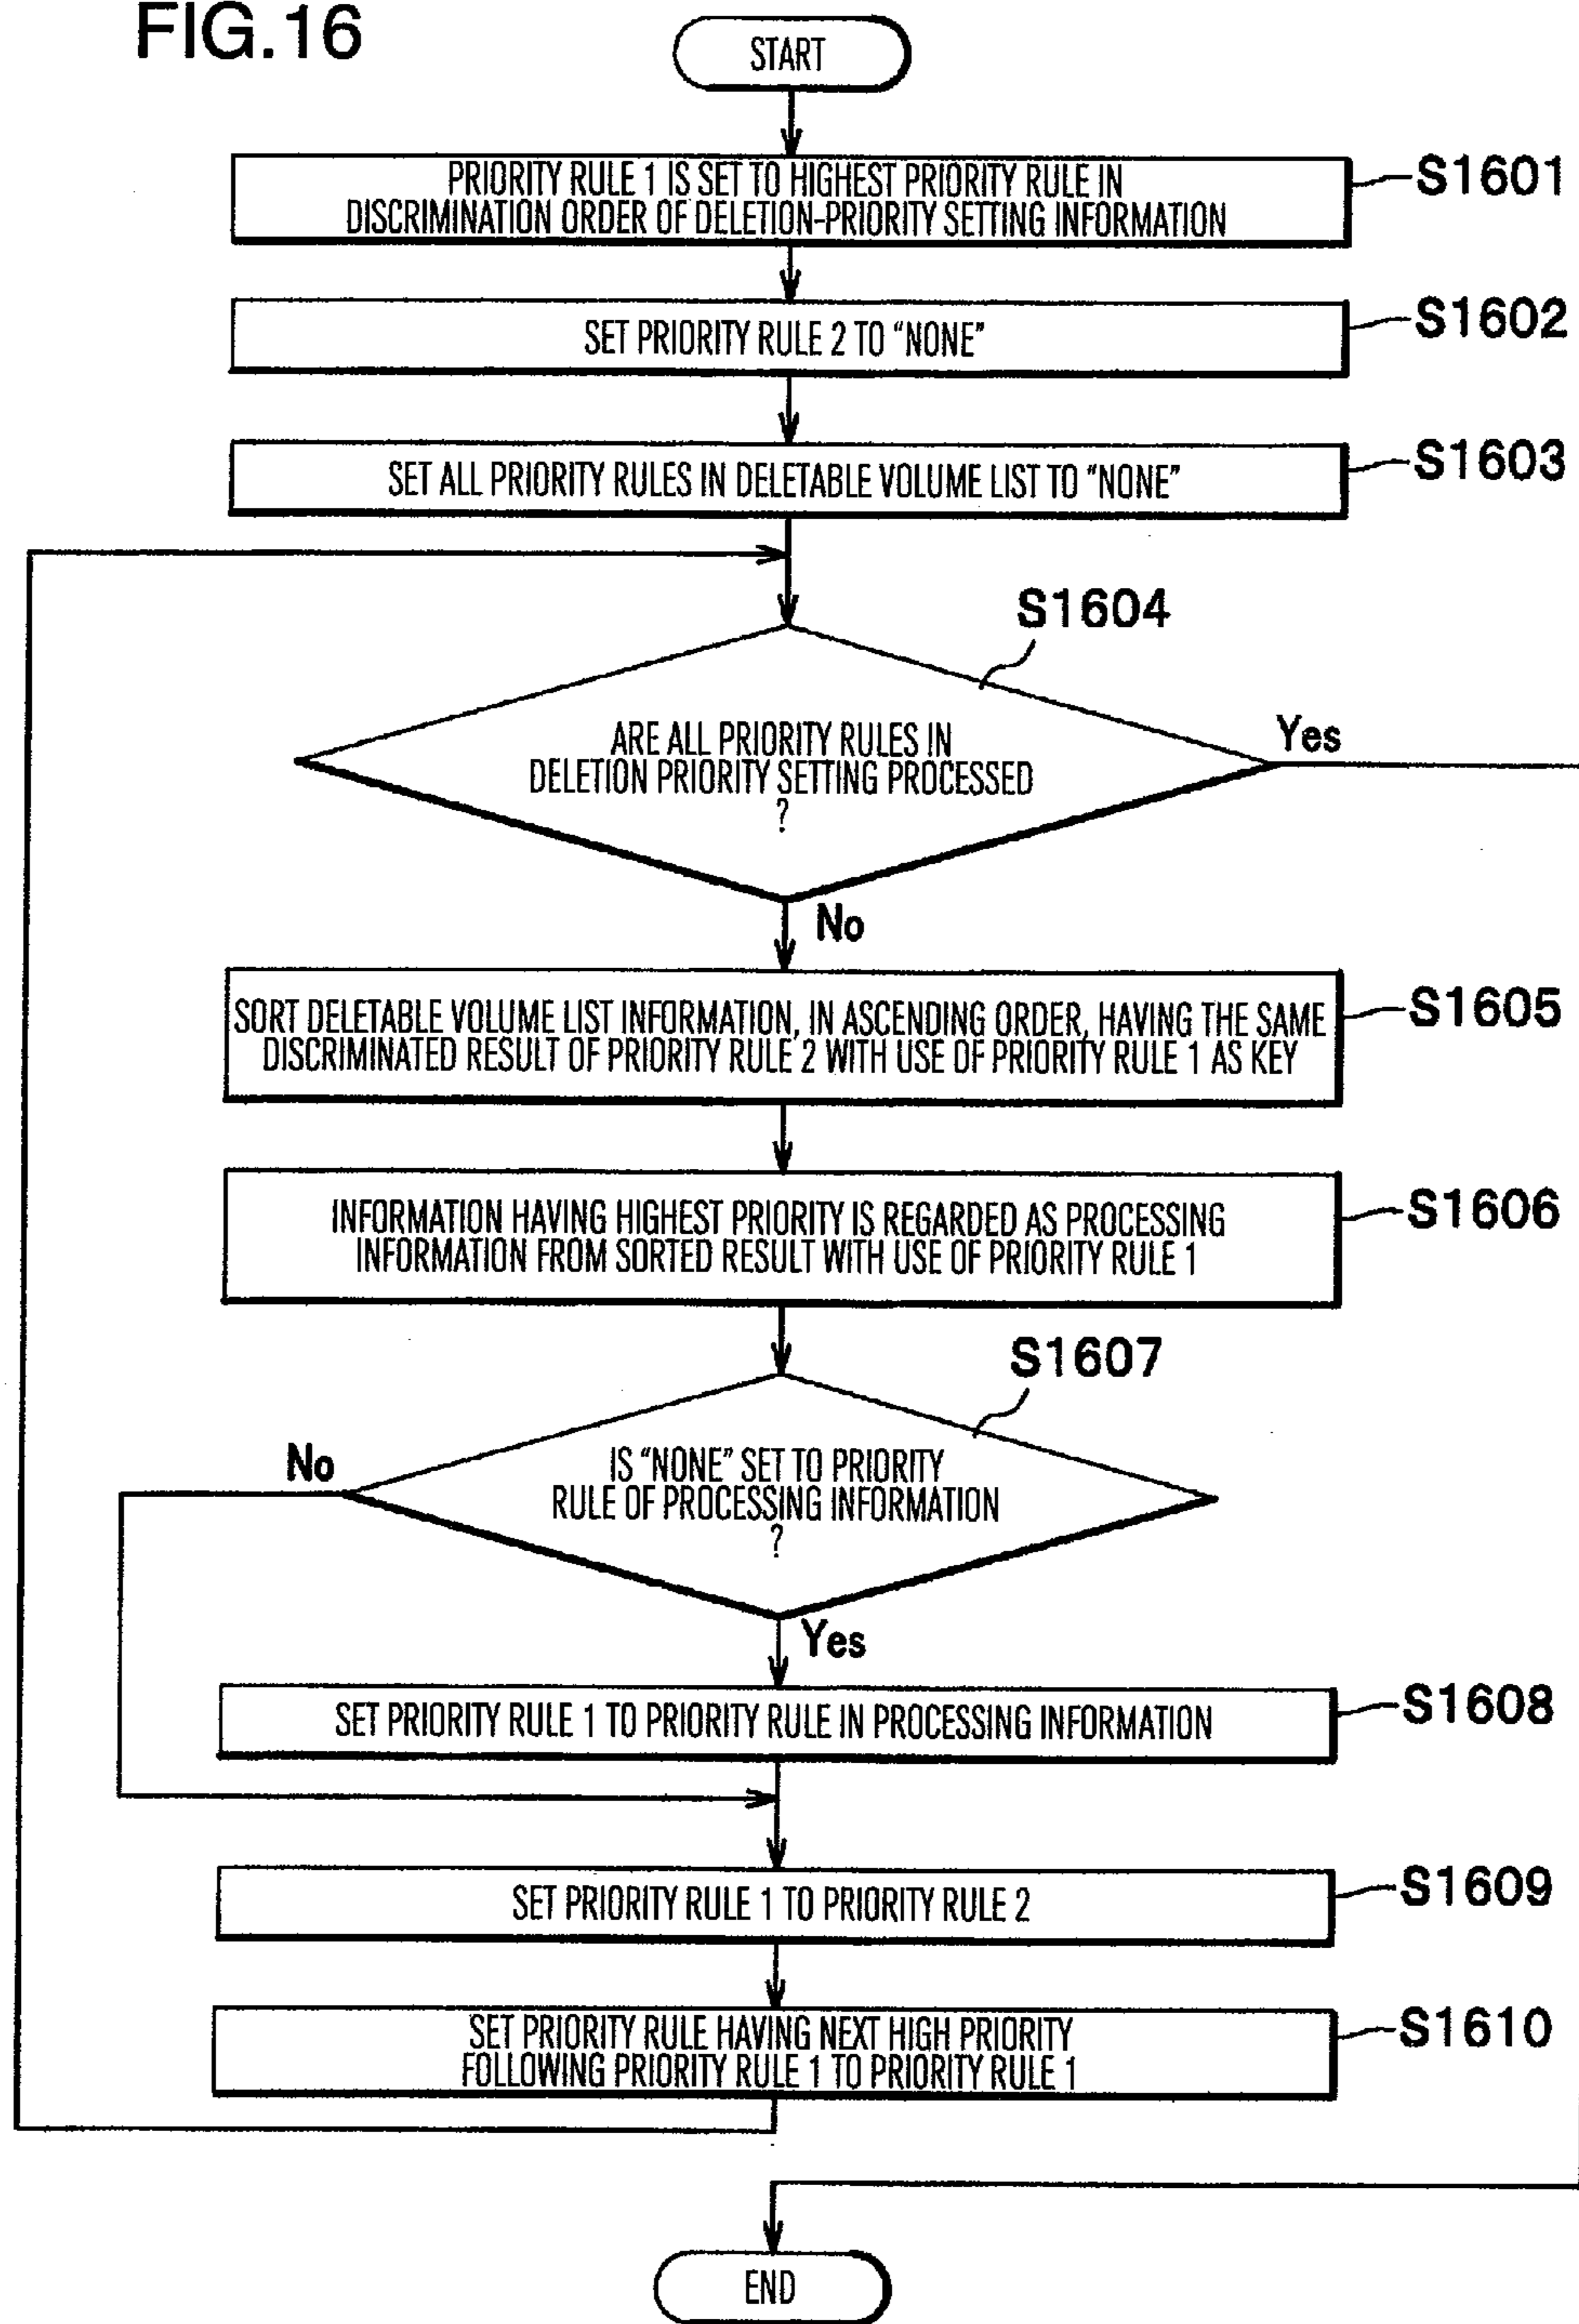 FIG.16
START
PRIORITY RULE 1 IS SET TO HIGHEST PRIORITY RULE IN
DISCRIMINATION ORDER OF DELETION-PRIORITY SETTING INFORMATION
S1601
SET PRIORITY RULE 2 TO "NONE"
S1602
SET ALL PRIORITY RULES IN DELETABLE VOLUME LIST TO "NONE"
S1603
S1604
ARE ALL PRIORITY RULES IN
DELETION PRIORITY SETTING PROCESSED
?
Yes
No
SORT DELETABLE VOLUME LIST INFORMATION, IN ASCENDING ORDER, HAVING THE SAME
DISCRIMINATED RESULT OF PRIORITY RULE 2 WITH USE OF PRIORITY RULE 1 AS KEY
S1605
INFORMATION HAVING HIGHEST PRIORITY IS REGARDED AS PROCESSING
INFORMATION FROM SORTED RESULT WITH USE OF PRIORITY RULE 1
S1606
S1607
IS "NONE" SET TO PRIORITY
RULE OF PROCESSING INFORMATION
?
No
Yes
SET PRIORITY RULE 1 TO PRIORITY RULE IN PROCESSING INFORMATION
S1608
SET PRIORITY RULE 1 TO PRIORITY RULE 2
S1609
SET PRIORITY RULE HAVING NEXT HIGH PRIORITY
FOLLOWING PRIORITY RULE 1 TO PRIORITY RULE 1
S1610
END